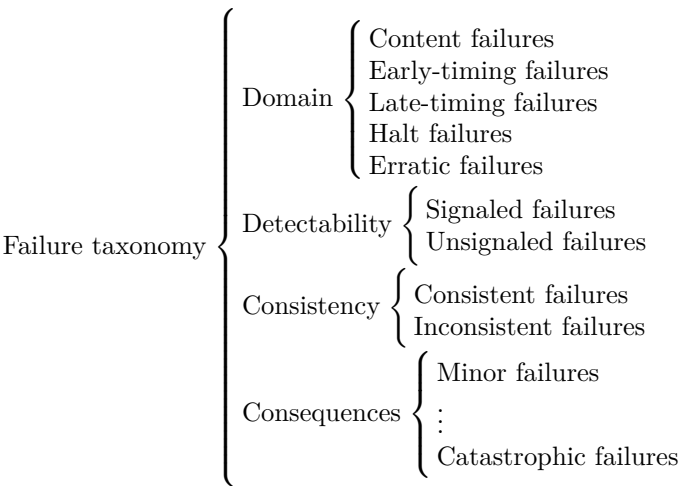 Failure taxonomy
Domain
Content failures
Early-timing failures
Late-timing failures
Halt failures
Erratic failures
Detectability
Signaled failures
Unsignaled failures
Consistency
Consistent failures
Inconsistent failures
Consequences
Minor failures
⋮
Catastrophic failures